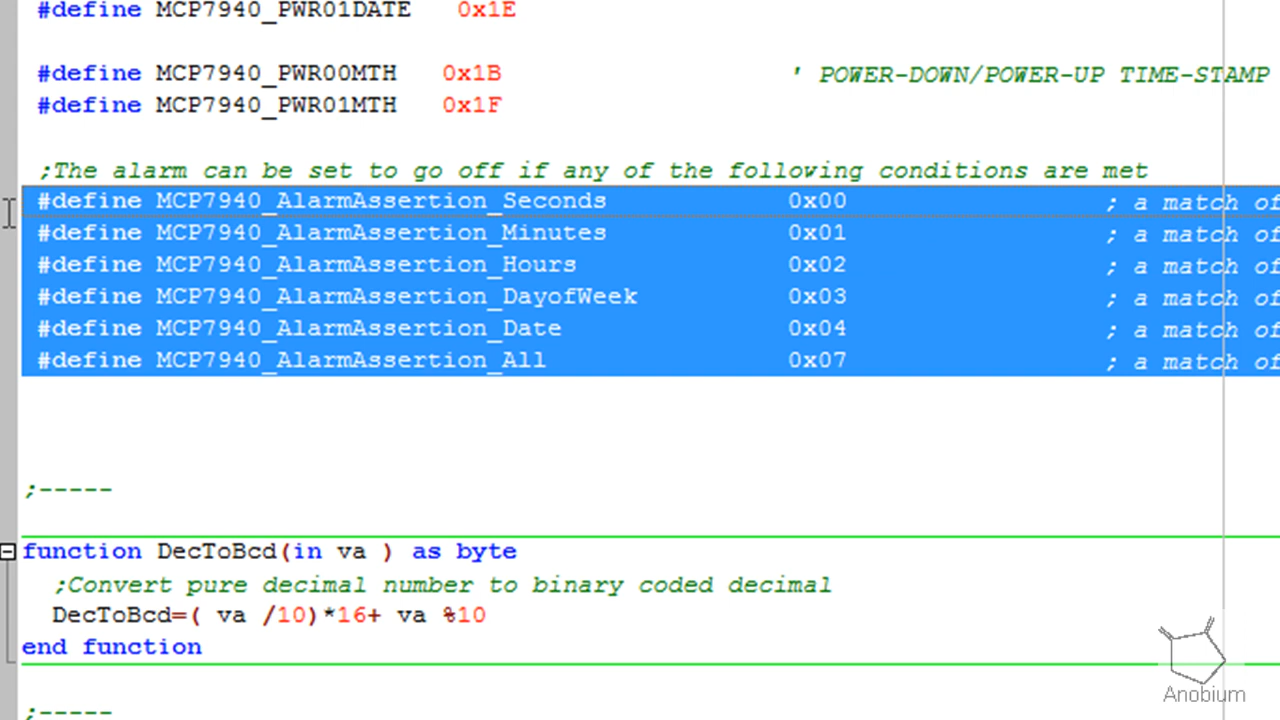 #define MCP7940_PWR01DATE 0x1E
#define MCP7940_PWR00MTH 0x1B ' POWER-DOWN/POWER-UP TIME-STAMP
#define MCP7940_PWR01MTH 0x1F
;The alarm can be set to go off if any of the following conditions are met
#define MCP7940_AlarmAssertion_Seconds 0x00 ; a match of
#define MCP7940_AlarmAssertion_Minutes 0x01 ; a match of
#define MCP7940_AlarmAssertion_Hours 0x02 ; a match of
#define MCP7940_AlarmAssertion_DayofWeek 0x03 ; a match of
#define MCP7940_AlarmAssertion_Date 0x04 ; a match of
#define MCP7940_AlarmAssertion_All 0x07 ; a match of
;-----
function DecToBcd(in va ) as byte
;Convert pure decimal number to binary coded decimal
DecToBcd=( va /10)*16+ va %10
end function
;-----
Anobium